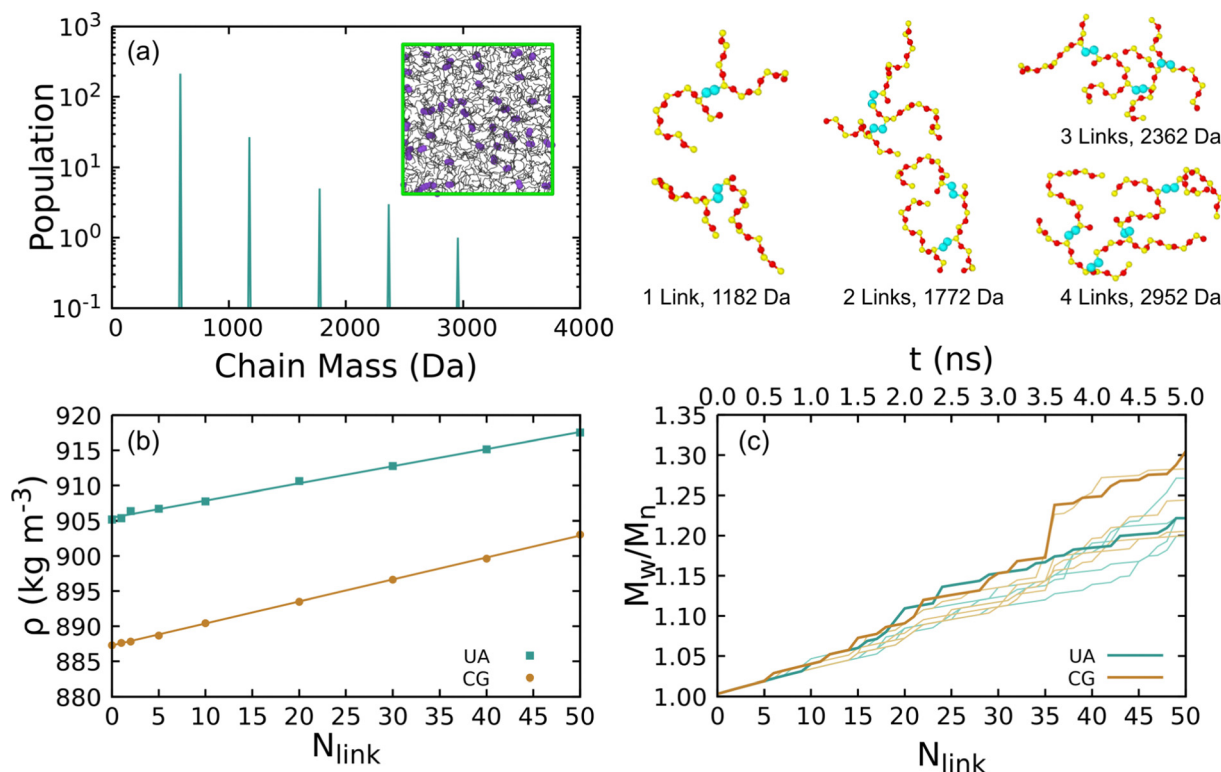 (a)
Population
10³
10²
10¹
10⁰
10⁻¹
0 1000 2000 3000 4000
Chain Mass (Da)
1 Link, 1182 Da
2 Links, 1772 Da
3 Links, 2362 Da
4 Links, 2952 Da
(b)
ρ (kg m⁻³)
920
915
910
905
900
895
890
885
880
UA
CG
0 5 10 15 20 25 30 35 40 45 50
N_link
t (ns)
0.0 0.5 1.0 1.5 2.0 2.5 3.0 3.5 4.0 4.5 5.0
(c)
M_w/M_n
1.35
1.30
1.25
1.20
1.15
1.10
1.05
1.00
UA
CG
0 5 10 15 20 25 30 35 40 45 50
N_link